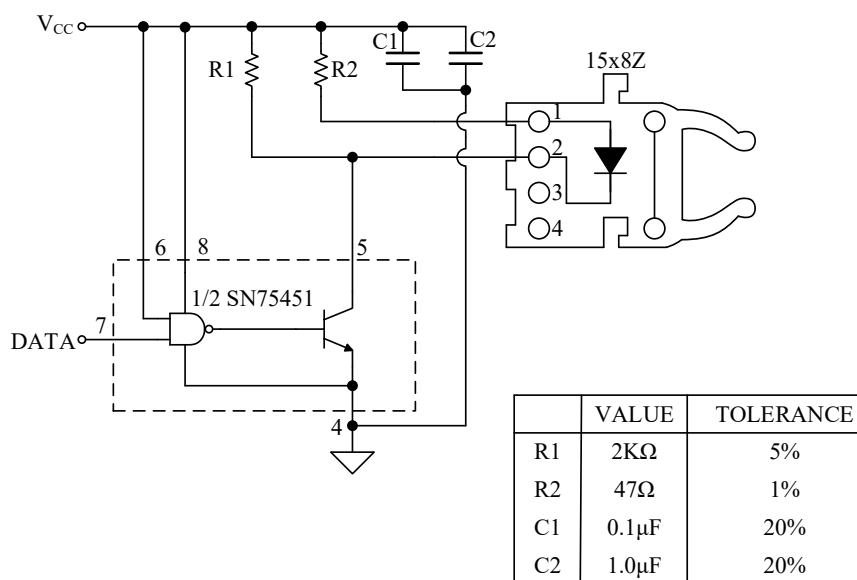 VCC
C1
C2
R1
R2
15x8Z
1
2
3
4
6
8
5
1/2 SN75451
7
DATA
4
VALUE TOLERANCE
R1 2KΩ 5%
R2 47Ω 1%
C1 0.1μF 20%
C2 1.0μF 20%